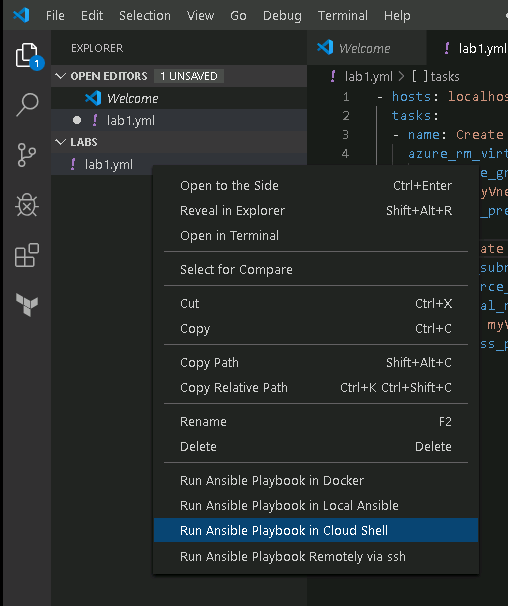 File Edit Selection View Go Debug Terminal Help
EXPLORER
Welcome
! lab1.yml
1
OPEN EDITORS 1 UNSAVED
! lab1.yml > [ ] tasks
Welcome
1 - hosts: localhos
! lab1.yml
2 tasks:
LABS
3 - name: Create
! lab1.yml
4 azure_rm_virt
Open to the Side Ctrl+Enter
Reveal in Explorer Shift+Alt+R
Open in Terminal
Select for Compare
Cut Ctrl+X
Copy Ctrl+C
Copy Path Shift+Alt+C
Copy Relative Path Ctrl+K Ctrl+Shift+C
Rename F2
Delete Delete
Run Ansible Playbook in Docker
Run Ansible Playbook in Local Ansible
Run Ansible Playbook in Cloud Shell
Run Ansible Playbook Remotely via ssh